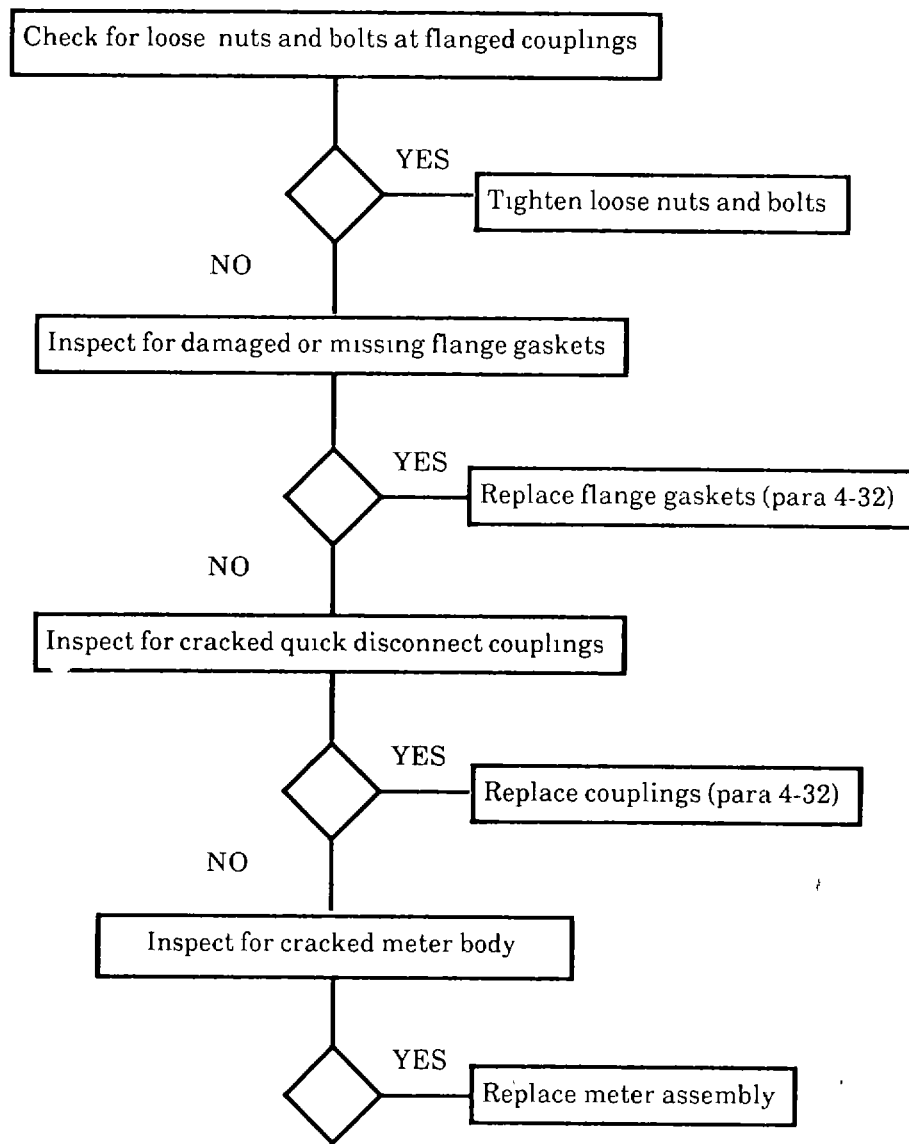 Check for loose nuts and bolts at flanged couplings
YES
Tighten loose nuts and bolts
NO
Inspect for damaged or missing flange gaskets
YES
Replace flange gaskets (para 4-32)
NO
Inspect for cracked quick disconnect couplings
YES
Replace couplings (para 4-32)
NO
Inspect for cracked meter body
YES
Replace meter assembly